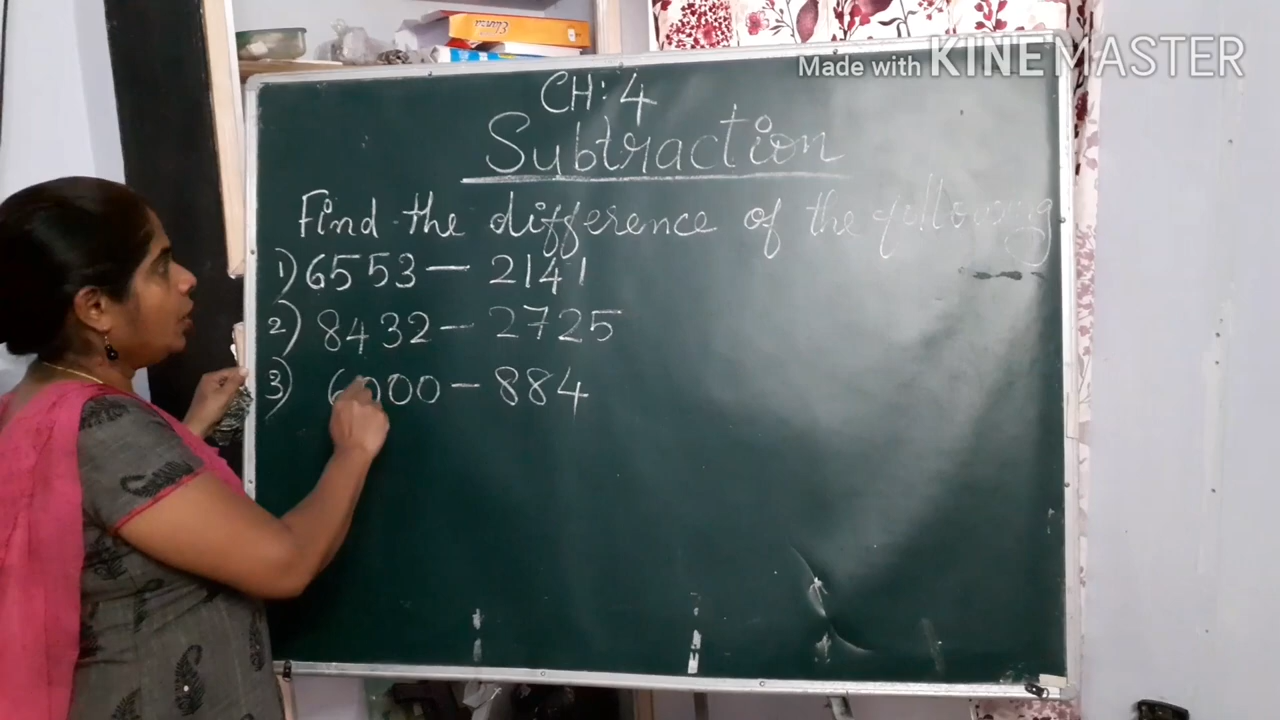 Made with KINEMASTER
CH: 4
Subtraction
Find the difference of the following
1) 6553 - 2141
2) 8432 - 2725
3) 6000 - 884